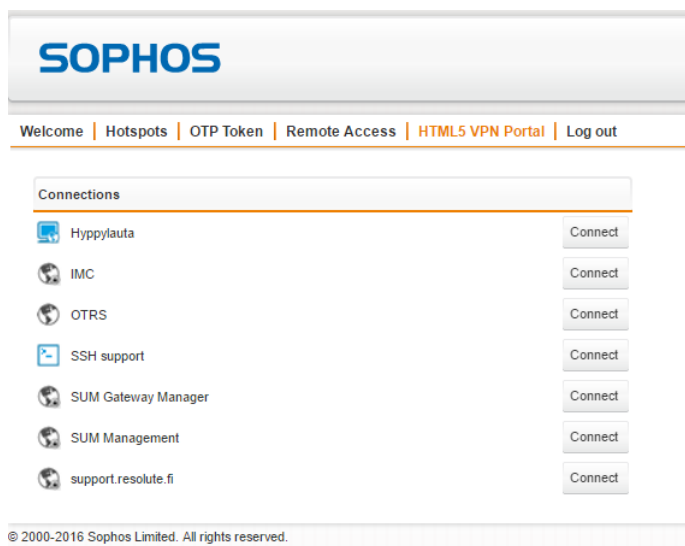 SOPHOS
Welcome | Hotspots | OTP Token | Remote Access | HTML5 VPN Portal | Log out
Connections
Hyppylauta Connect
IMC Connect
OTRS Connect
SSH support Connect
SUM Gateway Manager Connect
SUM Management Connect
support.resolute.fi Connect
© 2000-2016 Sophos Limited. All rights reserved.